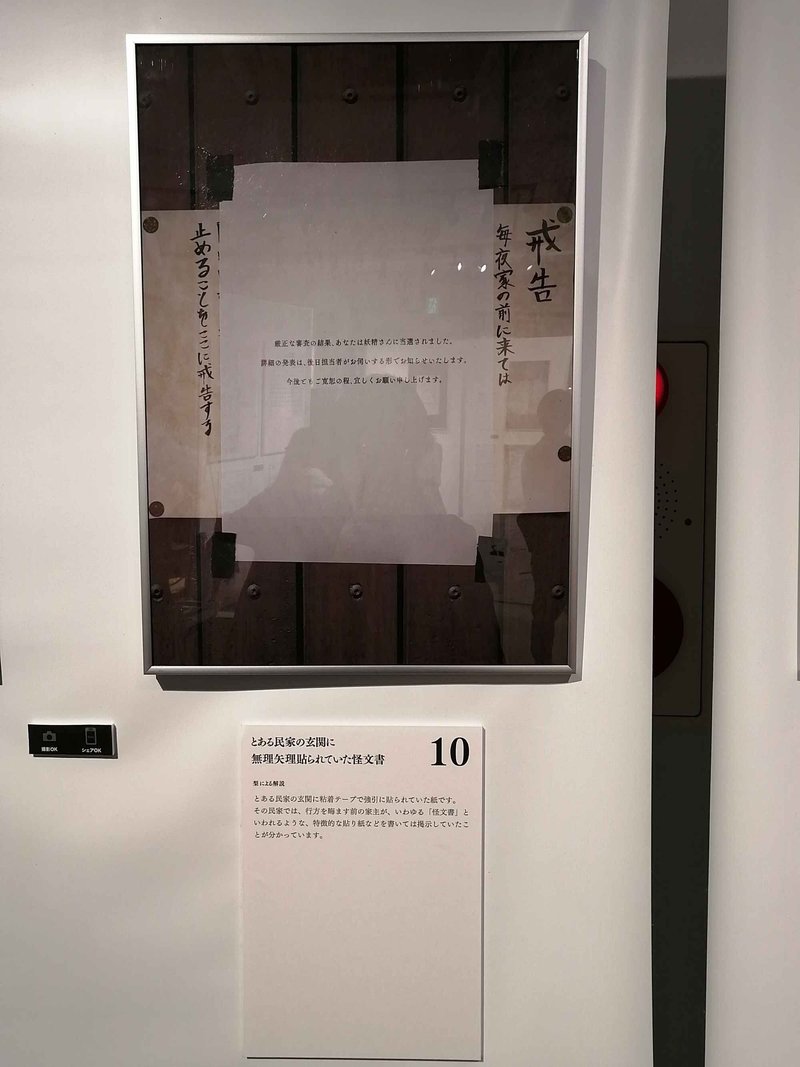 戒告
毎夜家の前に来ては
止めることをここに戒告する
厳正な審査の結果、あなたは妖精さんに当選されました。
詳細の発表は、後日担当者がお伺いする形でお知らせいたします。
今後ともご寛恕の程、宜しくお願い申し上げます。
撮影OK
シェアOK
とある民家の玄関に
無理矢理貼られていた怪文書
10
梨による解説
とある民家の玄関に粘着テープで強引に貼られていた紙です。
その民家では、行方を晦ます前の家主が、いわゆる「怪文書」と
いわれるような、特徴的な貼り紙などを書いては掲示していたこ
とが分かっています。